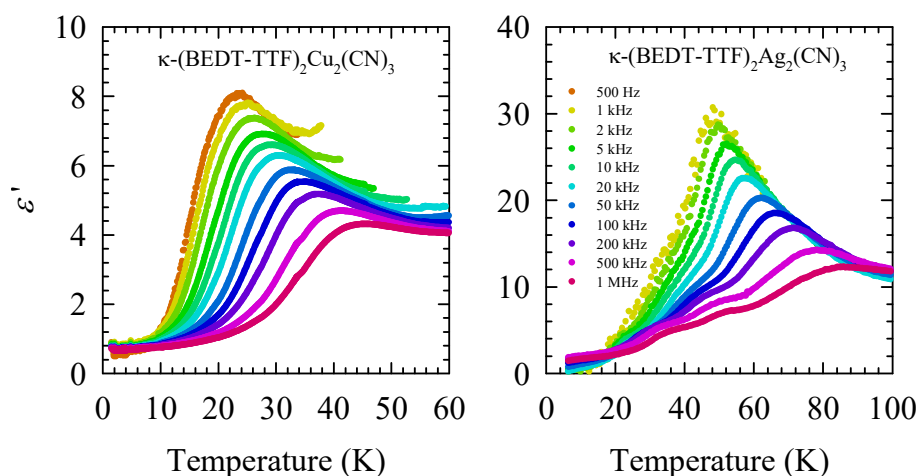 κ-(BEDT-TTF)₂Cu₂(CN)₃
10
8
6
4
2
0
ε'
0 10 20 30 40 50 60
Temperature (K)
κ-(BEDT-TTF)₂Ag₂(CN)₃
500 Hz
1 kHz
2 kHz
5 kHz
10 kHz
20 kHz
50 kHz
100 kHz
200 kHz
500 kHz
1 MHz
40
30
20
10
0
0 20 40 60 80 100
Temperature (K)